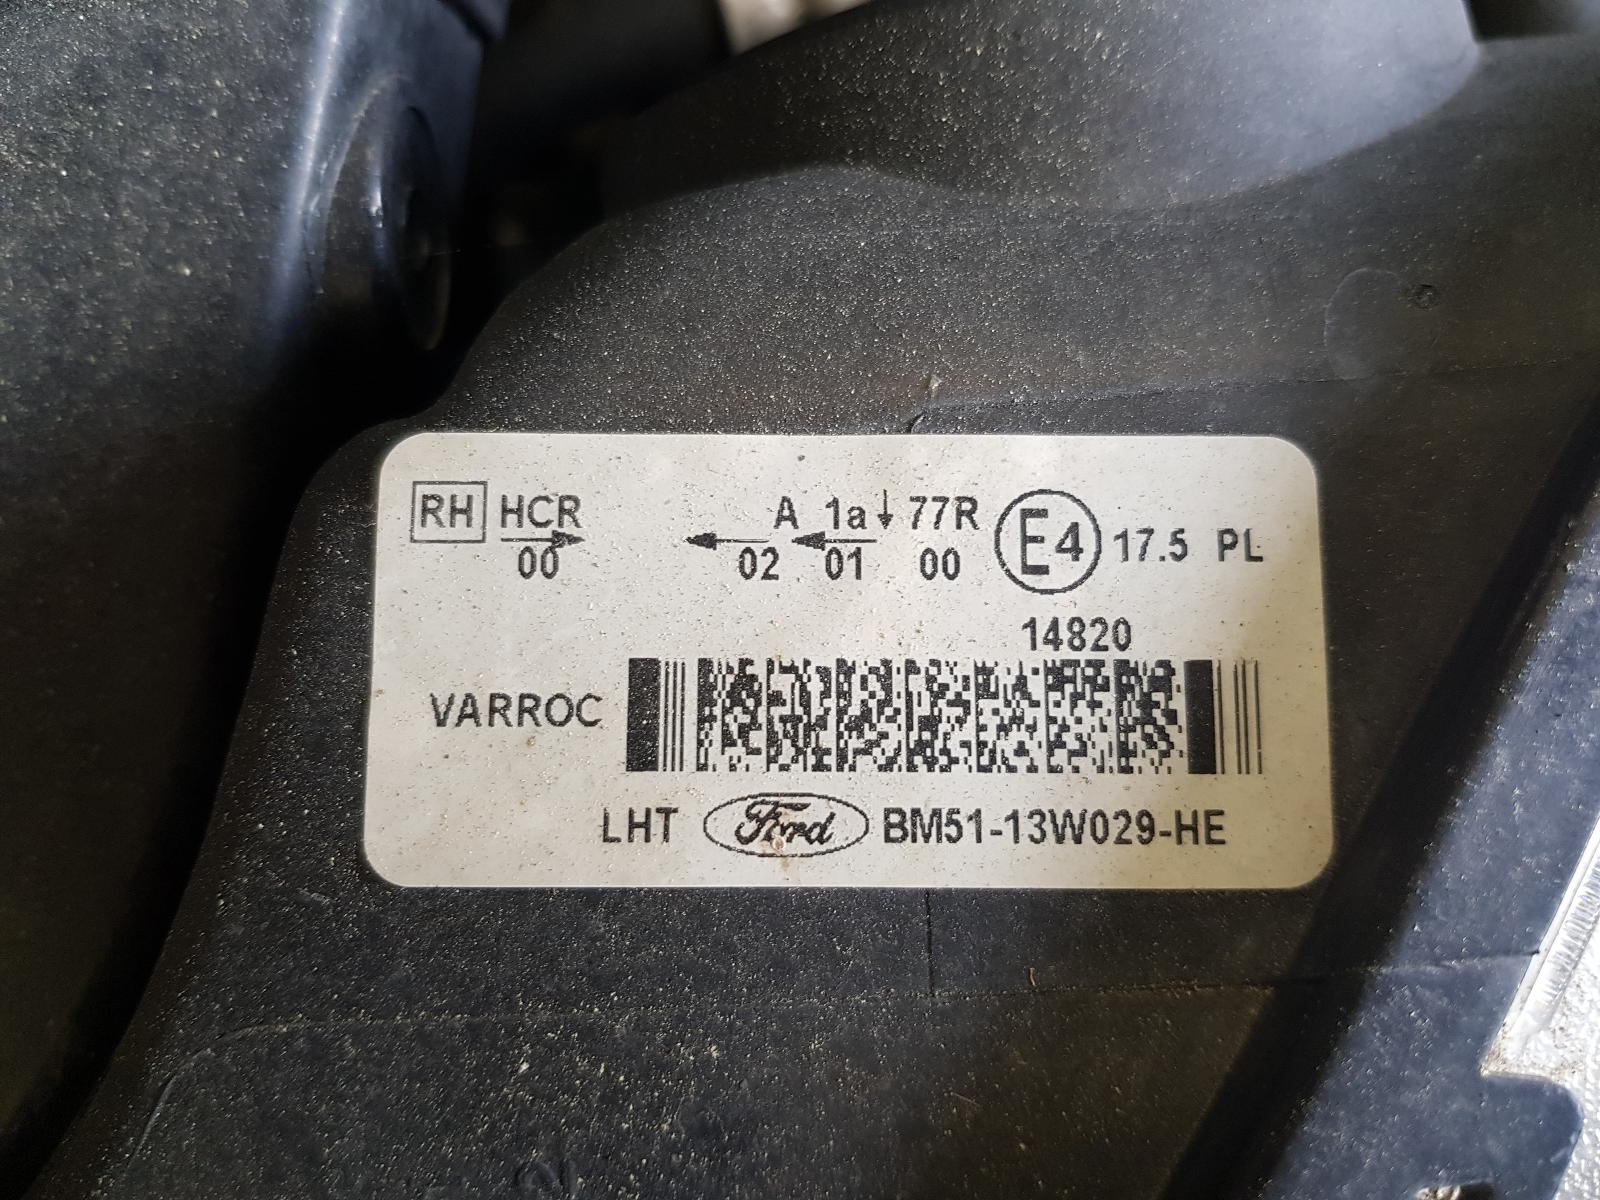 RH HCR A 1a↓ 77R E4 17.5 PL
→ 00 ← 02 ← 01 00
14820
VARROC
LHT Ford BM51-13W029-HE